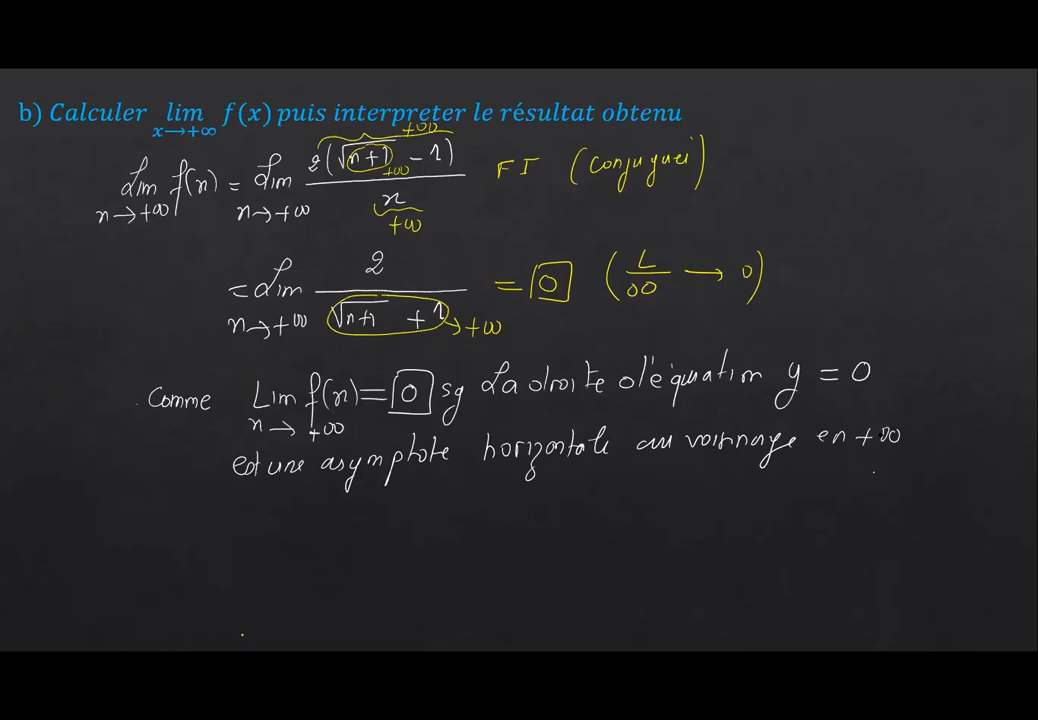 b) Calculer lim x→+∞ f(x) puis interpreter le résultat obtenu
Lim x→+∞ f(x) = Lim x→+∞ 2(√(x+1) - 1) / x +∞ +∞ +∞ FI (conjuguei)
= Lim x→+∞ 2 / (√(x+1) + 1) → +∞ = 0 (L/∞ → 0)
Comme Lim x→+∞ f(x) = 0 sg La droite d'équation y = 0
est une asymptote horizontale au voisinage en +∞